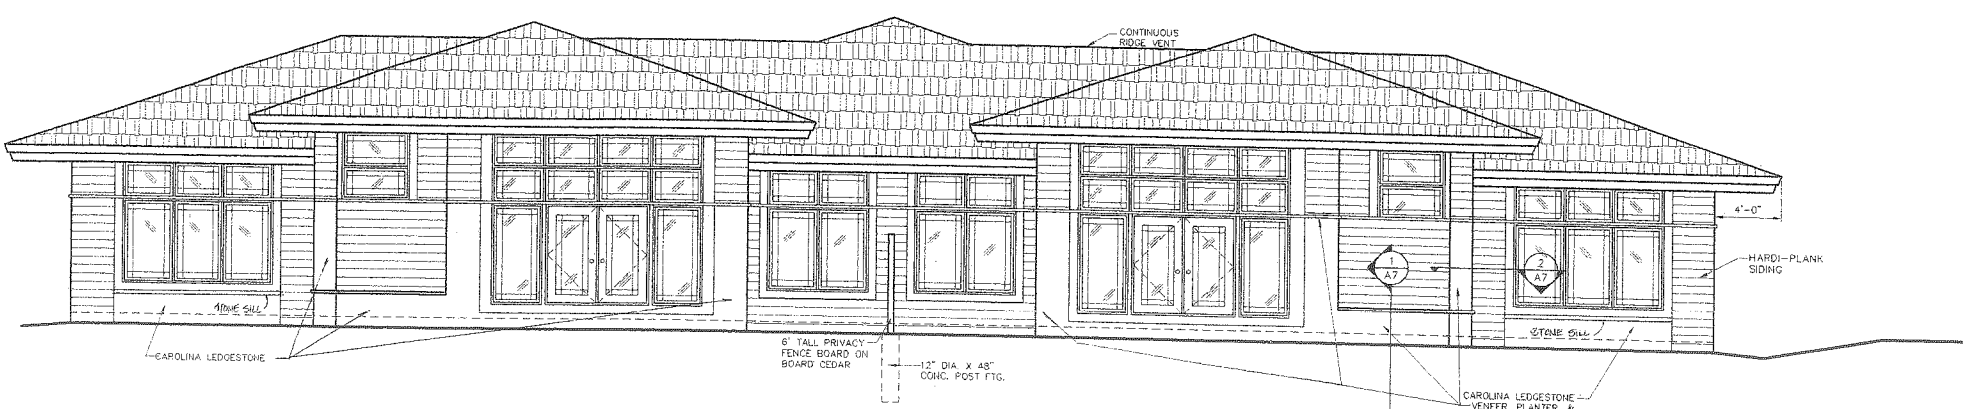 CONTINUOUS
RIDGE VENT
4'-0"
1
A7
2
A7
HARDI-PLANK
SIDING
STONE SILL
STONE SILL
CAROLINA LEDGESTONE
6' TALL PRIVACY
FENCE BOARD ON
BOARD CEDAR
12" DIA. X 48"
CONC. POST FTG.
CAROLINA LEDGESTONE
VENEER PLANTER &